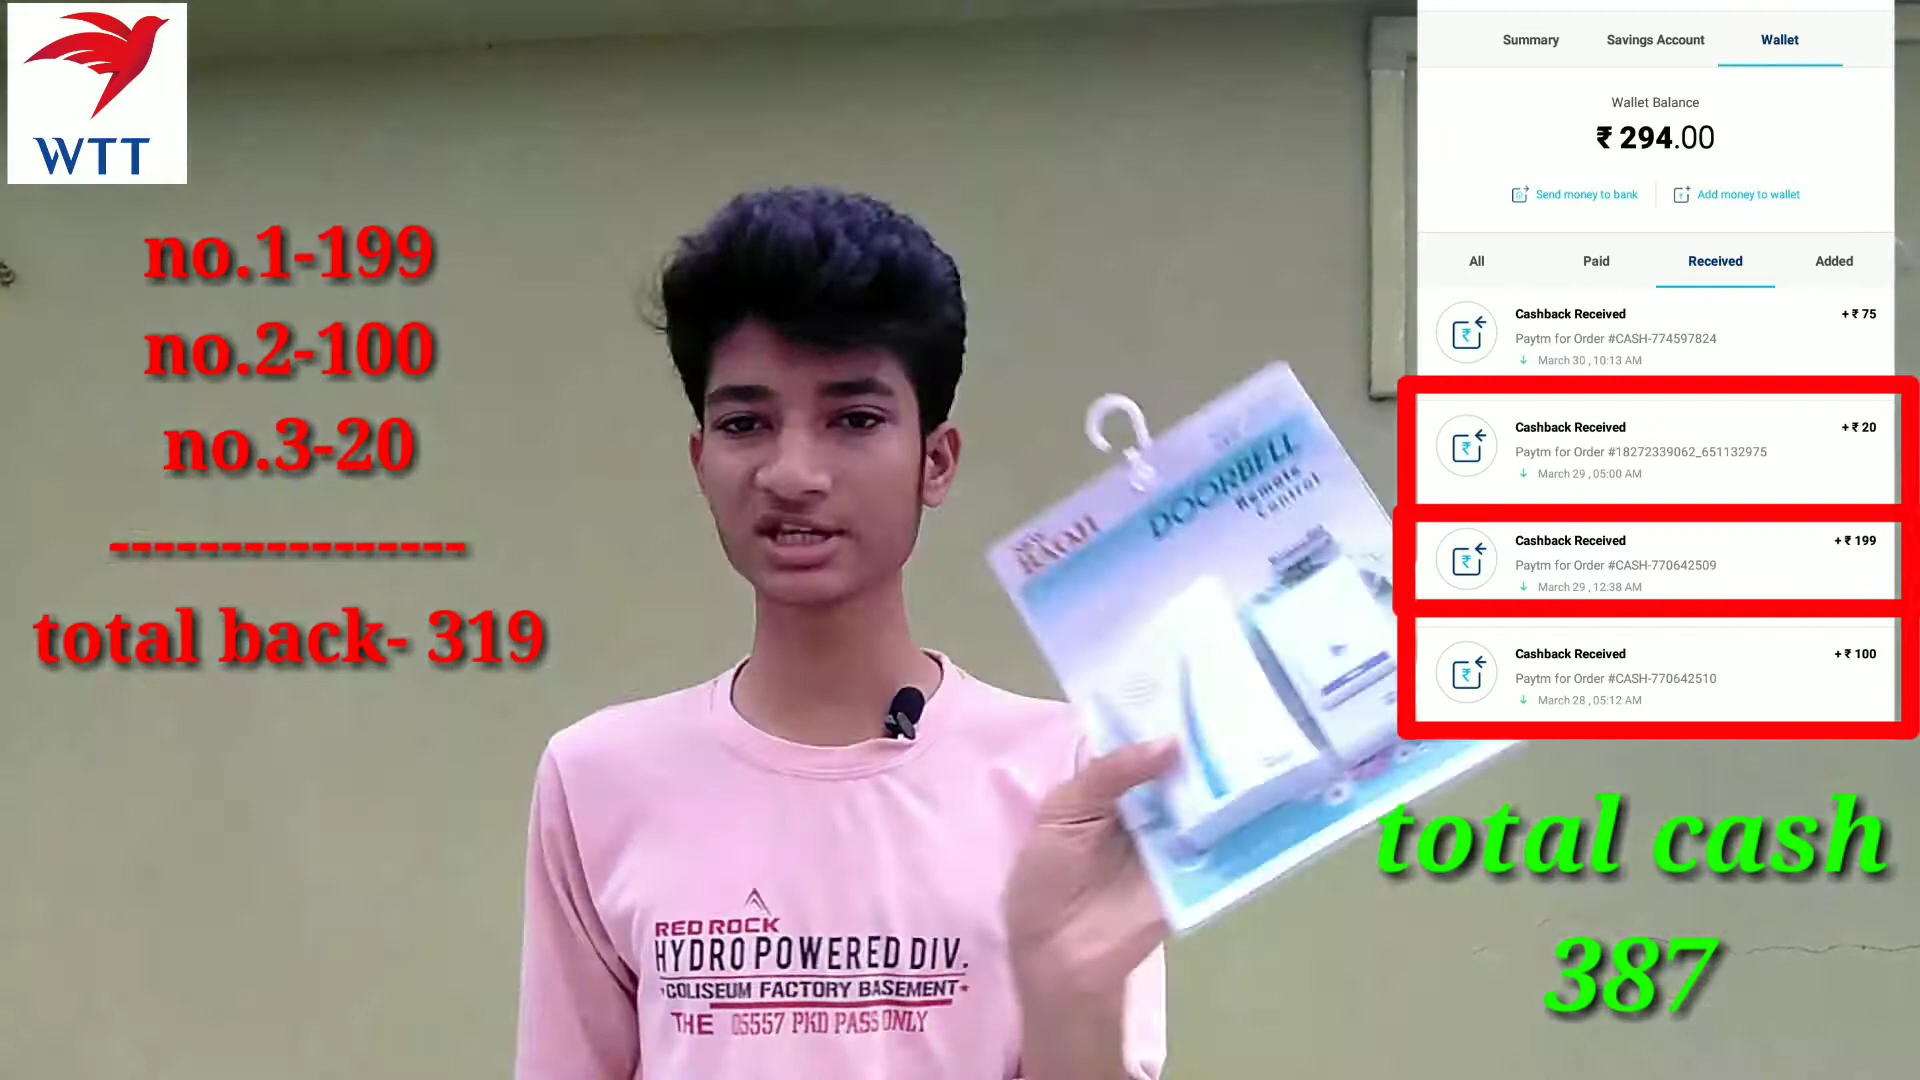 WTT
no.1-199
no.2-100
no.3-20
----------------
total back- 319
Summary Savings Account Wallet
Wallet Balance
₹ 294.00
Send money to bank Add money to wallet
All Paid Received Added
Cashback Received +₹ 75
Paytm for Order #CASH-774597824
March 30 , 10:13 AM
Cashback Received +₹ 20
Paytm for Order #18272339062_651132975
March 29 , 05:00 AM
Cashback Received +₹ 199
Paytm for Order #CASH-770642509
March 29 , 12:38 AM
Cashback Received +₹ 100
Paytm for Order #CASH-770642510
March 28 , 05:12 AM
total cash
387
DOORBELL
Remote
Control
RED ROCK
HYDRO POWERED DIV.
COLISEUM FACTORY BASEMENT
THE 05557 PKD PASS ONLY